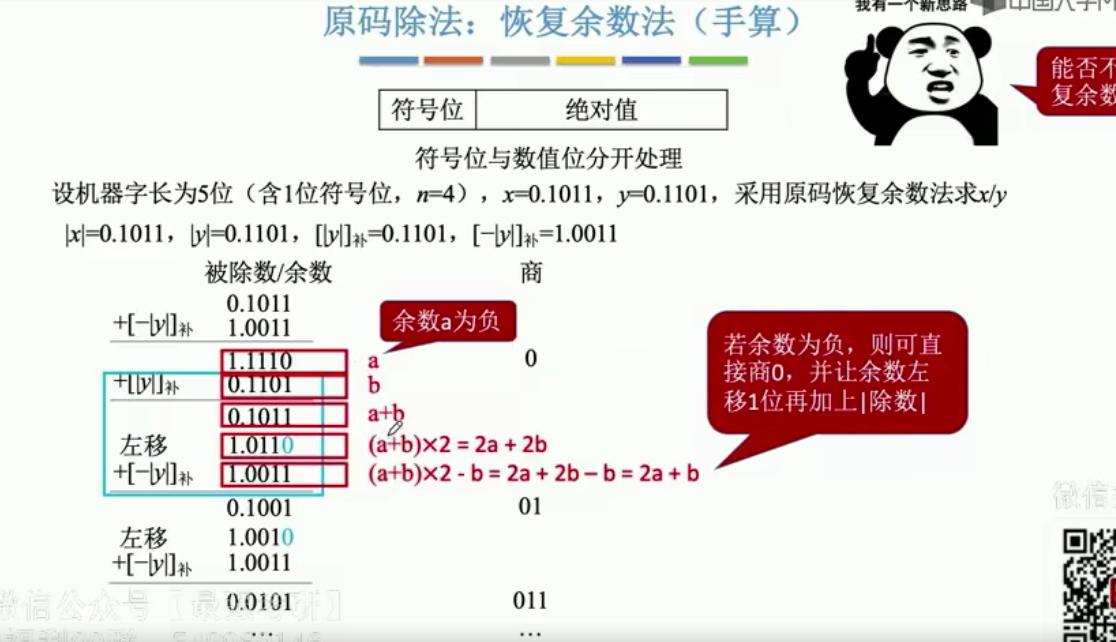 原码除法：恢复余数法（手算）
我有一个新思路
能否不
复余数
符号位 绝对值
符号位与数值位分开处理
设机器字长为5位（含1位符号位，n=4），x=0.1011，y=0.1101，采用原码恢复余数法求x/y
|x|=0.1011，|y|=0.1101，[|y|]补=0.1101，[−|y|]补=1.0011
被除数/余数 商
0.1011
+[−|y|]补 1.0011
余数a为负
1.1110 a 0
+[|y|]补 0.1101 b
0.1011 a+b
左移 1.0110 (a+b)×2 = 2a + 2b
+[−|y|]补 1.0011 (a+b)×2 - b = 2a + 2b – b = 2a + b
若余数为负，则可直
接商0，并让余数左
移1位再加上|除数|
0.1001 01
左移 1.0010
+[−|y|]补 1.0011
0.0101 011
… …
微信公众号
微信